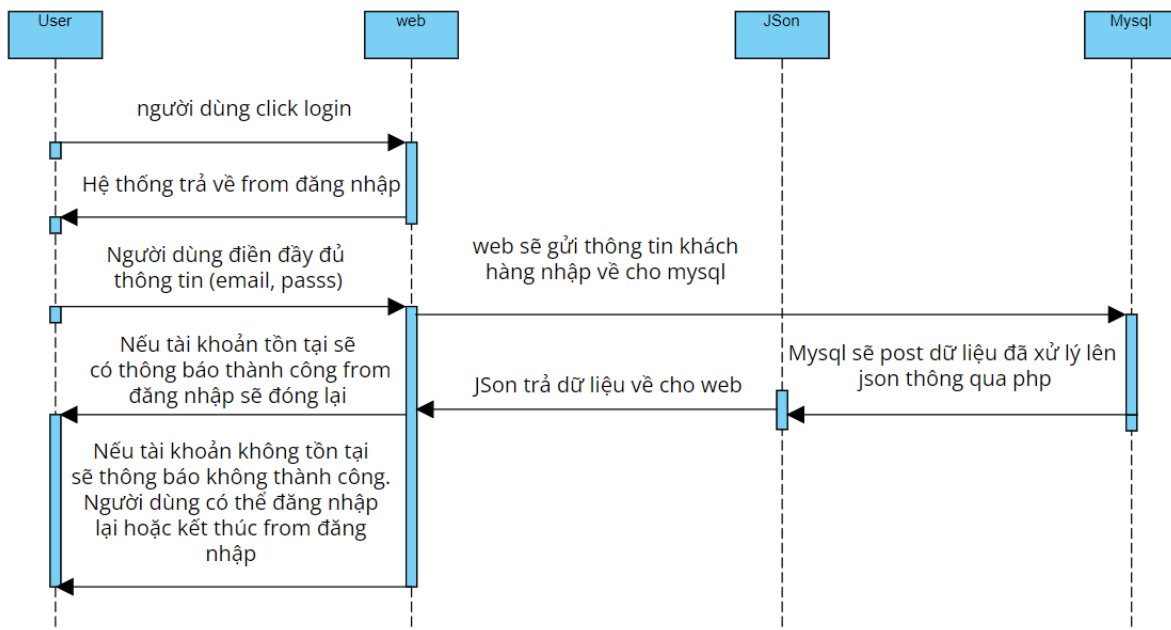 User
web
JSon
Mysql
người dùng click login
Hệ thống trả về from đăng nhập
Người dùng điền đầy đủ
thông tin (email, passs)
web sẽ gửi thông tin khách
hàng nhập về cho mysql
Nếu tài khoản tồn tại sẽ
có thông báo thành công from
đăng nhập sẽ đóng lại
Mysql sẽ post dữ liệu đã xử lý lên
json thông qua php
JSon trả dữ liệu về cho web
Nếu tài khoản không tồn tại
sẽ thông báo không thành công.
Người dùng có thể đăng nhập
lại hoặc kết thúc from đăng
nhập